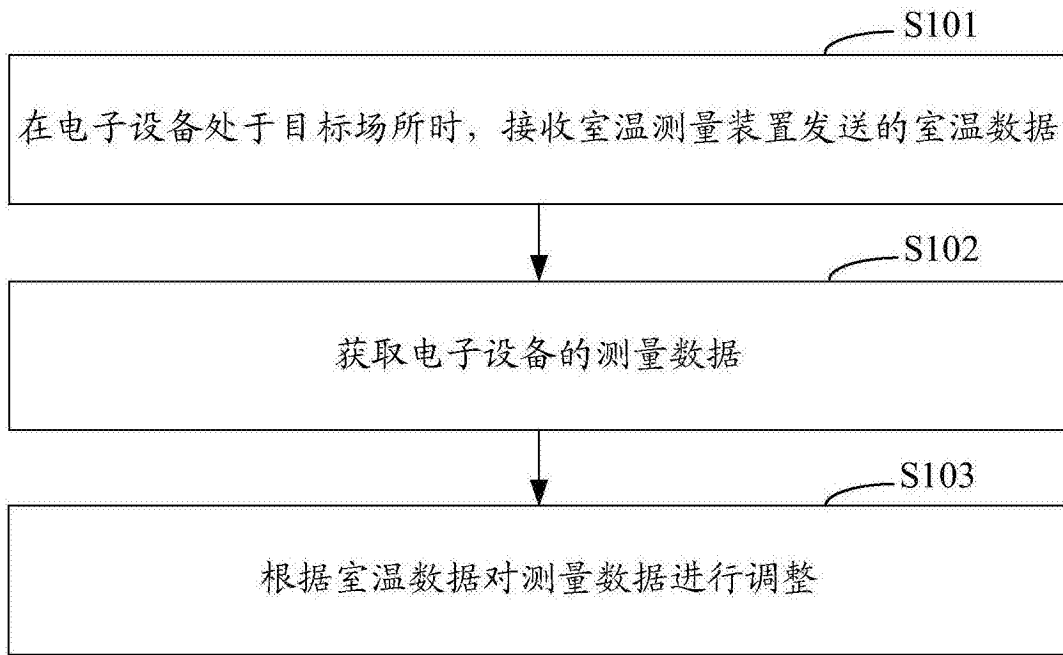 S101
在电子设备处于目标场所时，接收室温测量装置发送的室温数据
S102
获取电子设备的测量数据
S103
根据室温数据对测量数据进行调整